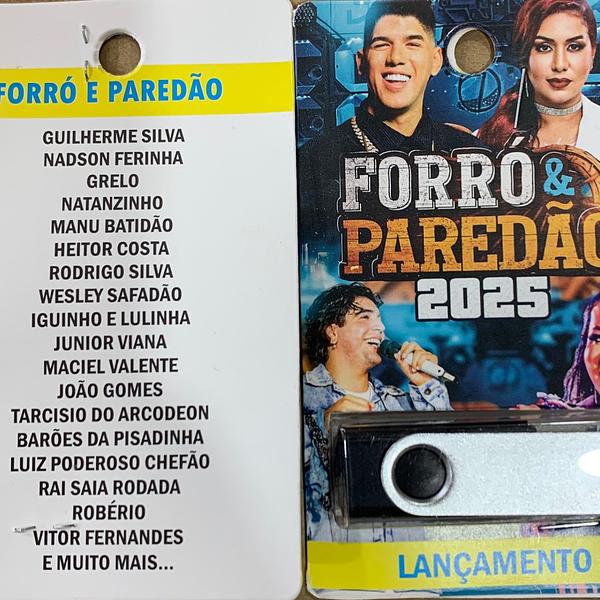 FORRÓ E PAREDÃO
GUILHERME SILVA
NADSON FERINHA
GRELO
NATANZINHO
MANU BATIDÃO
HEITOR COSTA
RODRIGO SILVA
WESLEY SAFADÃO
IGUINHO E LULINHA
JUNIOR VIANA
MACIEL VALENTE
JOÃO GOMES
TARCISIO DO ARCODEON
BARÕES DA PISADINHA
LUIZ PODEROSO CHEFÃO
RAI SAIA RODADA
ROBÉRIO
VITOR FERNANDES
E MUITO MAIS...
FORRÓ &
PAREDÃO
2025
LANÇAMENTO